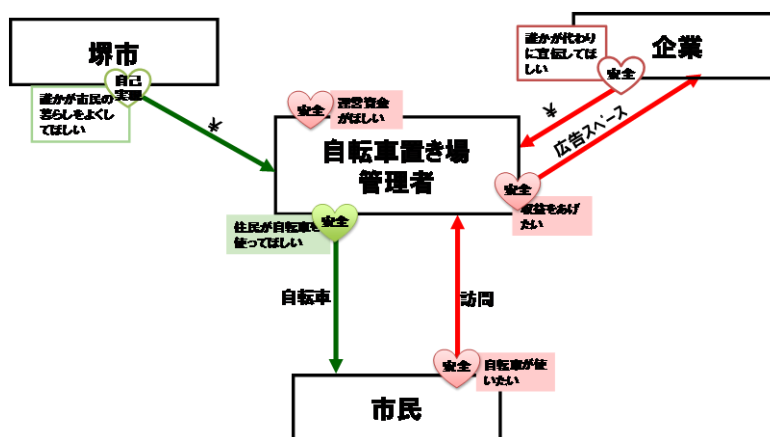 堺市
自己
実現
誰かが市民の
暮らしをよくし
てほしい
¥
安全
運営資金
がほしい
誰かが代わり
に宣伝してほ
しい
安全
企業
¥
広告スペース
自転車置き場
管理者
安全
収益をあげ
たい
住民が自転車を
使ってほしい
安全
自転車
訪問
安全
自転車が使
いたい
市民